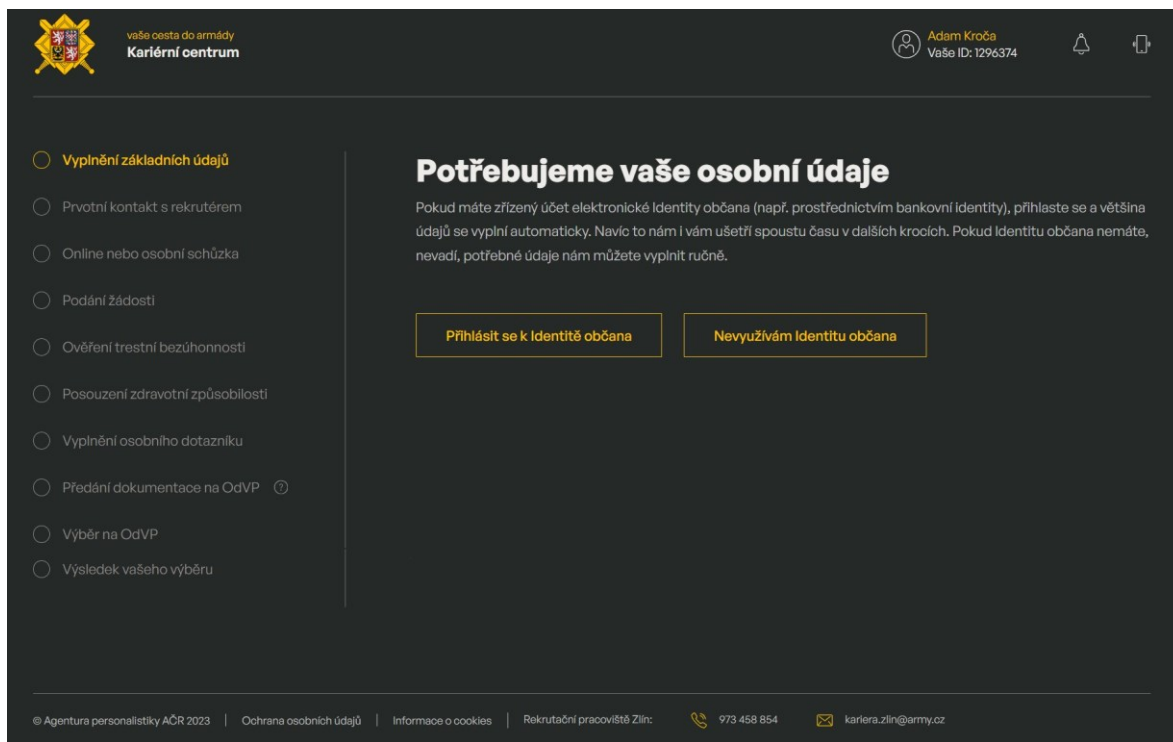 vaše cesta do armády
Kariérní centrum
Adam Kroča
Vaše ID: 1296374
Vyplnění základních údajů
Prvotní kontakt s rekrutérem
Online nebo osobní schůzka
Podání žádosti
Ověření trestní bezúhonnosti
Posouzení zdravotní způsobilosti
Vyplnění osobního dotazníku
Předání dokumentace na OdVP ?
Výběr na OdVP
Výsledek vašeho výběru
Potřebujeme vaše osobní údaje
Pokud máte zřízený účet elektronické Identity občana (např. prostřednictvím bankovní identity), přihlaste se a většina
údajů se vyplní automaticky. Navíc to nám i vám ušetří spoustu času v dalších krocích. Pokud Identitu občana nemáte,
nevadí, potřebné údaje nám můžete vyplnit ručně.
Přihlásit se k Identitě občana
Nevyužívám Identitu občana
© Agentura personalistiky AČR 2023 | Ochrana osobních údajů | Informace o cookies | Rekrutační pracoviště Zlín: 973 458 854 kariera.zlin@army.cz